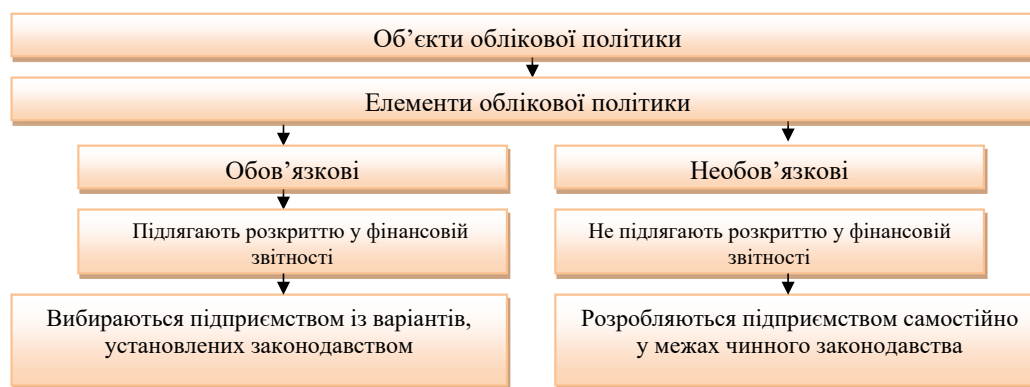 Об’єкти облікової політики
Елементи облікової політики
Обов’язкові
Необов’язкові
Підлягають розкриттю у фінансовій
звітності
Не підлягають розкриттю у фінансовій
звітності
Вибираються підприємством із варіантів,
установлених законодавством
Розробляються підприємством самостійно
у межах чинного законодавства